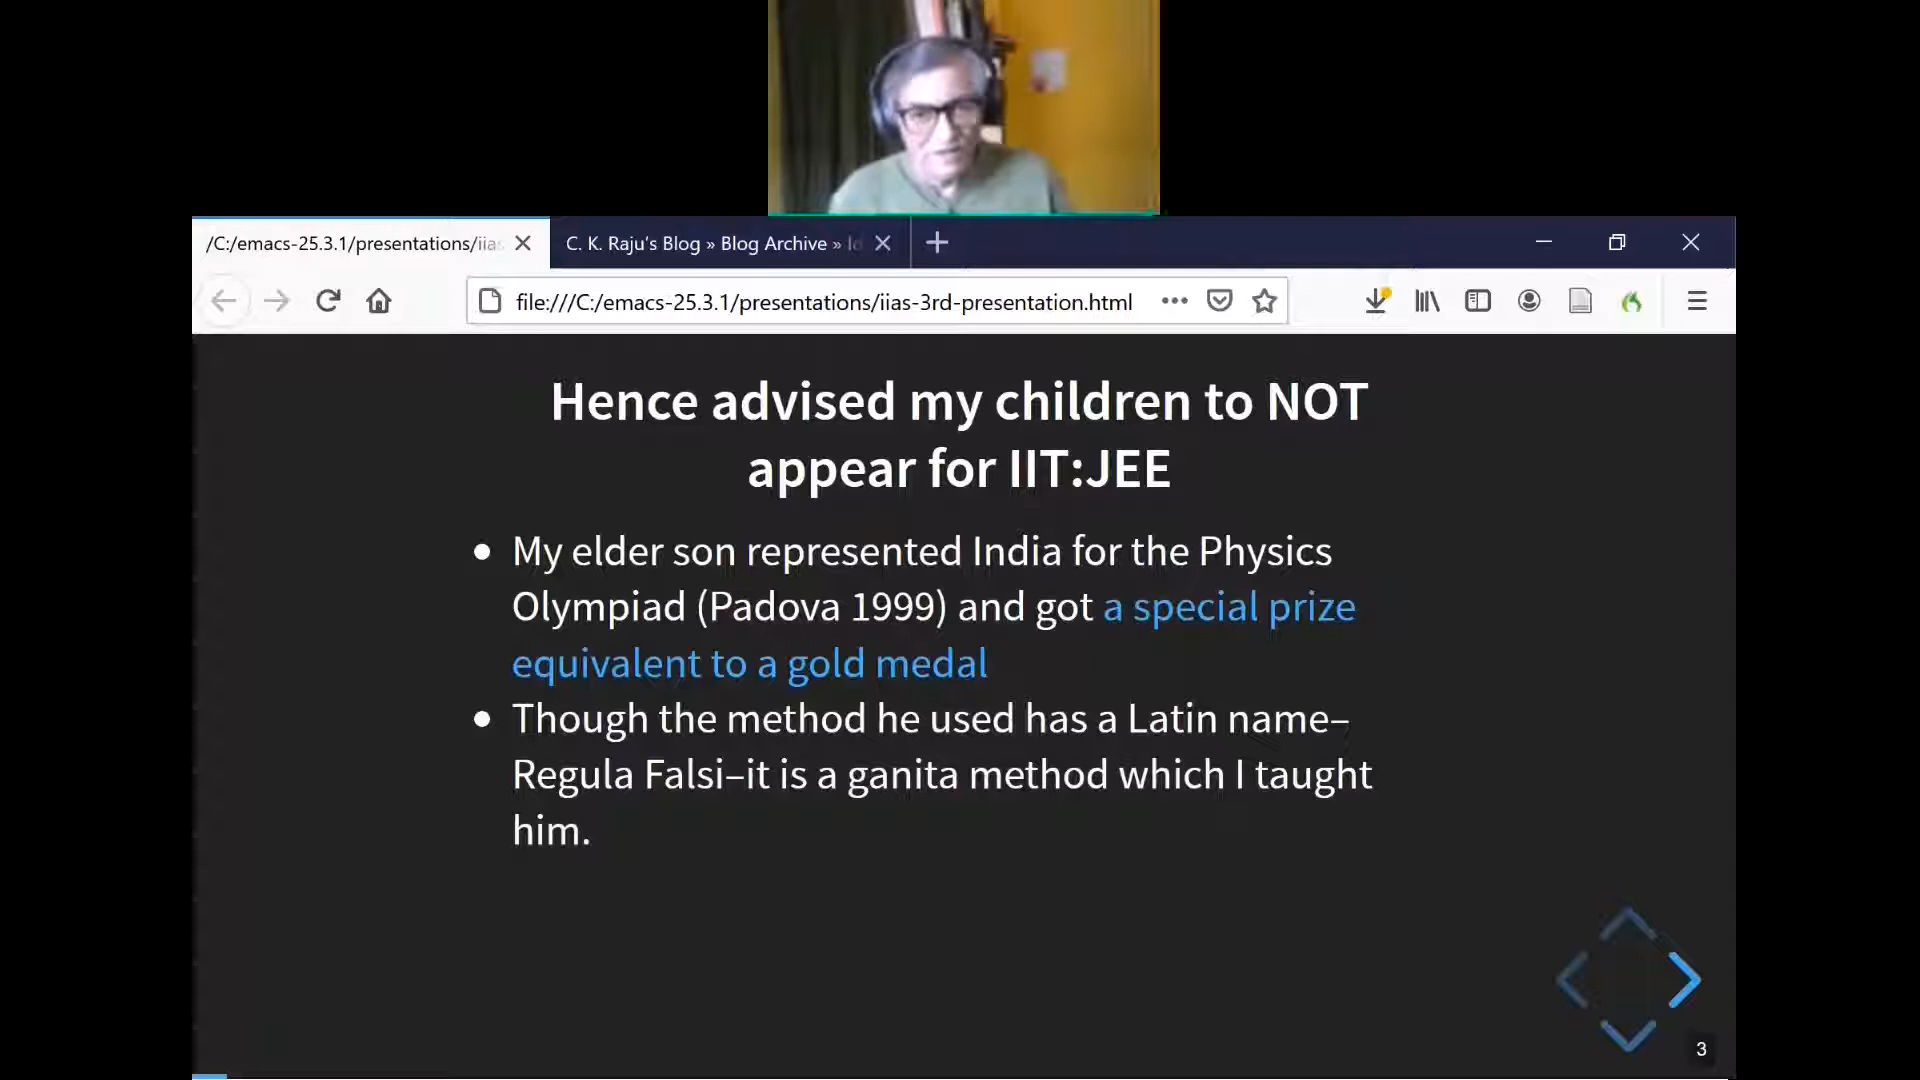 /C:/emacs-25.3.1/presentations/iias
C. K. Raju's Blog » Blog Archive » Id
file:///C:/emacs-25.3.1/presentations/iias-3rd-presentation.html
Hence advised my children to NOT
appear for IIT:JEE
• My elder son represented India for the Physics
Olympiad (Padova 1999) and got a special prize
equivalent to a gold medal
• Though the method he used has a Latin name–
Regula Falsi–it is a ganita method which I taught
him.
3